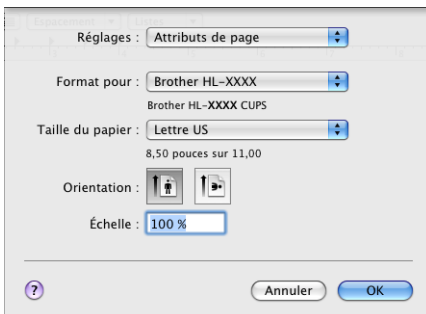 Espacement Listes
Réglages : Attributs de page
Format pour : Brother HL-XXXX
Brother HL-XXXX CUPS
Taille du papier : Lettre US
8,50 pouces sur 11,00
Orientation :
Échelle : 100 %
? Annuler OK